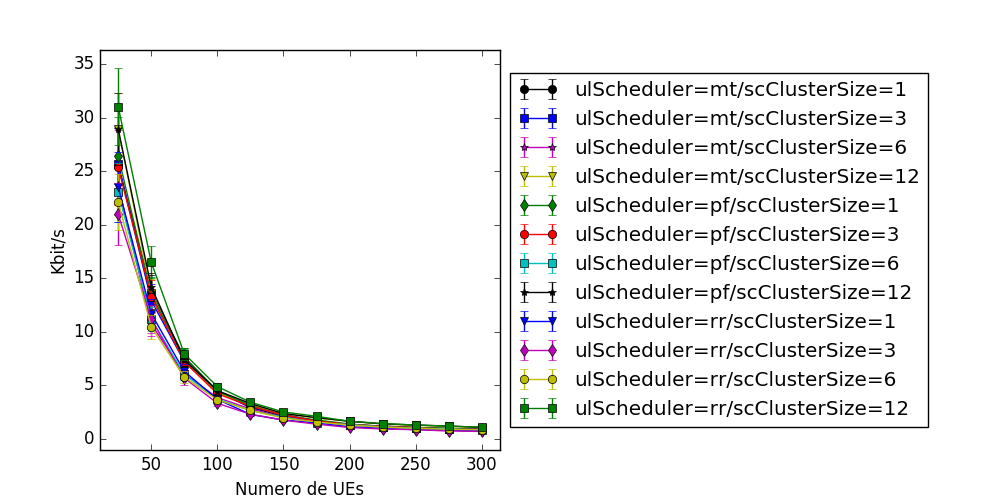 35
30
25
20
15
10
5
0
Kbit/s
50 100 150 200 250 300
Numero de UEs
ulScheduler=mt/scClusterSize=1
ulScheduler=mt/scClusterSize=3
ulScheduler=mt/scClusterSize=6
ulScheduler=mt/scClusterSize=12
ulScheduler=pf/scClusterSize=1
ulScheduler=pf/scClusterSize=3
ulScheduler=pf/scClusterSize=6
ulScheduler=pf/scClusterSize=12
ulScheduler=rr/scClusterSize=1
ulScheduler=rr/scClusterSize=3
ulScheduler=rr/scClusterSize=6
ulScheduler=rr/scClusterSize=12